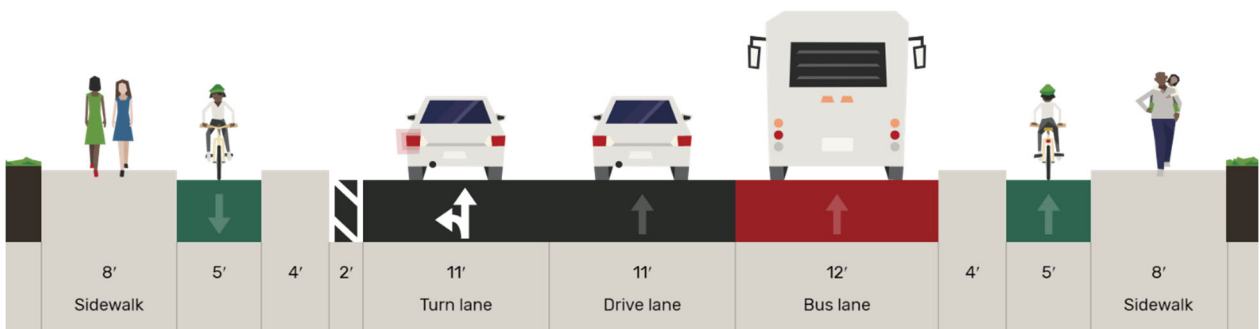 8′ 5′ 4′ 2′ 11′ 11′ 12′ 4′ 5′ 8′
Sidewalk Turn lane Drive lane Bus lane Sidewalk